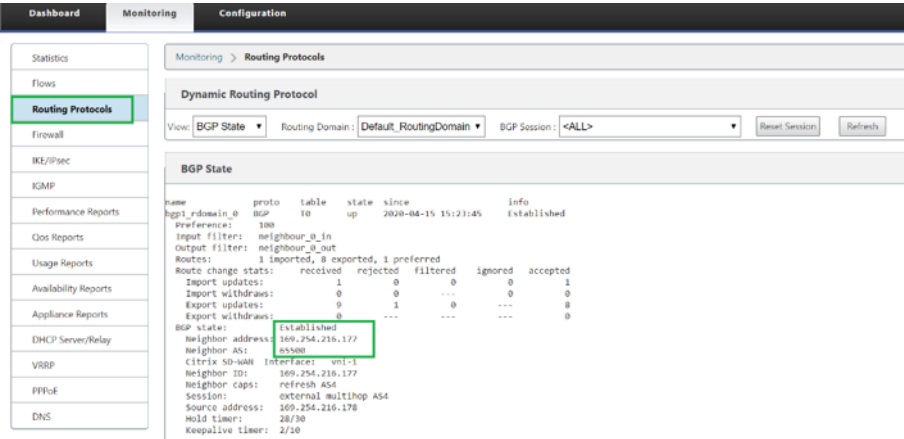 Dashboard Monitoring Configuration
Statistics
Flows
Routing Protocols
Firewall
IKE/IPsec
IGMP
Performance Reports
Qos Reports
Usage Reports
Availability Reports
Appliance Reports
DHCP Server/Relay
VRRP
PPPoE
DNS
Monitoring > Routing Protocols
Dynamic Routing Protocol
View: BGP State ▼ Routing Domain : Default_RoutingDomain ▼ BGP Session : <ALL> ▼ Reset Session Refresh
BGP State
name proto table state since info
bgp1_rdomain_0 BGP T0 up 2020-04-15 15:23:45 Established
Preference: 100
Input filter: neighbour_0_in
Output filter: neighbour_0_out
Routes: 1 imported, 8 exported, 1 preferred
Route change stats: received rejected filtered ignored accepted
Import updates: 1 0 0 0 1
Import withdraws: 0 0 --- 0 0
Export updates: 9 1 0 --- 8
Export withdraws: 0 --- --- --- 0
BGP state: Established
Neighbor address: 169.254.216.177
Neighbor AS: 65500
Citrix SD-WAN Interface: vni-1
Neighbor ID: 169.254.216.177
Neighbor caps: refresh AS4
Session: external multihop AS4
Source address: 169.254.216.178
Hold timer: 28/30
Keepalive timer: 2/10